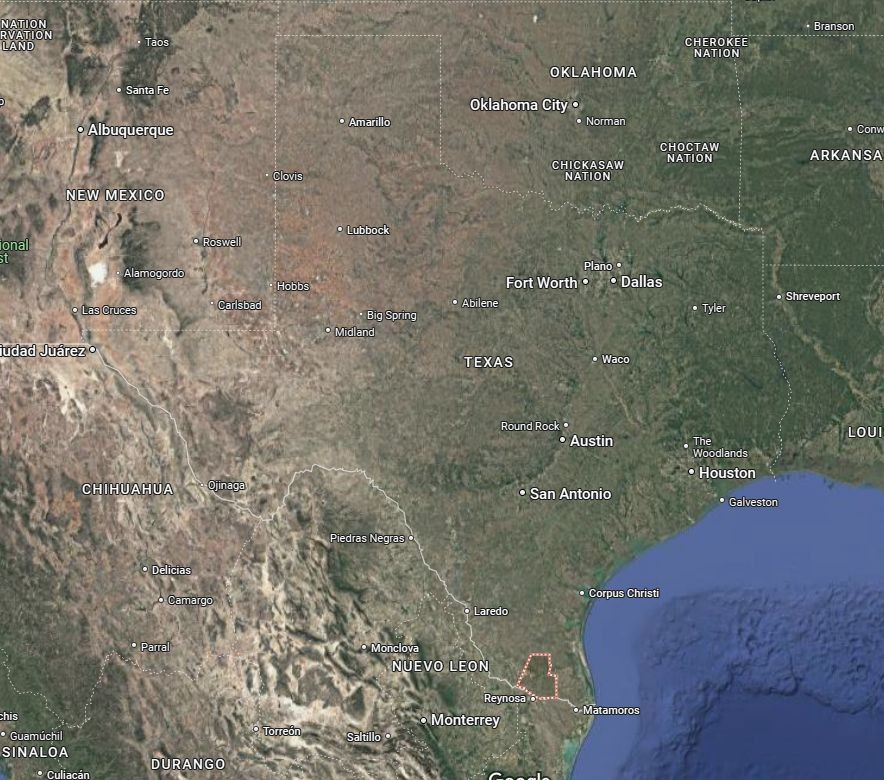 NATION
RVATION
LAND
Taos
Branson
CHEROKEE
NATION
OKLAHOMA
Santa Fe
Oklahoma City
Albuquerque
Amarillo
Norman
Conw
CHOCTAW
NATION
ARKANSA
CHICKASAW
NATION
Clovis
NEW MEXICO
Lubbock
Roswell
ional
st
Alamogordo
Plano
Fort Worth
Dallas
Hobbs
Shreveport
Carlsbad
Abilene
Las Cruces
Big Spring
Tyler
Midland
iudad Juárez
TEXAS
Waco
Round Rock
Austin
LOUI
The
Woodlands
Houston
CHIHUAHUA
Ojinaga
San Antonio
Galveston
Piedras Negras
Delicias
Camargo
Corpus Christi
Laredo
Parral
Monclova
NUEVO LEON
Reynosa
Matamoros
chis
Monterrey
Torreón
Saltillo
Guamúchil
SINALOA
DURANGO
Culiacán
Google